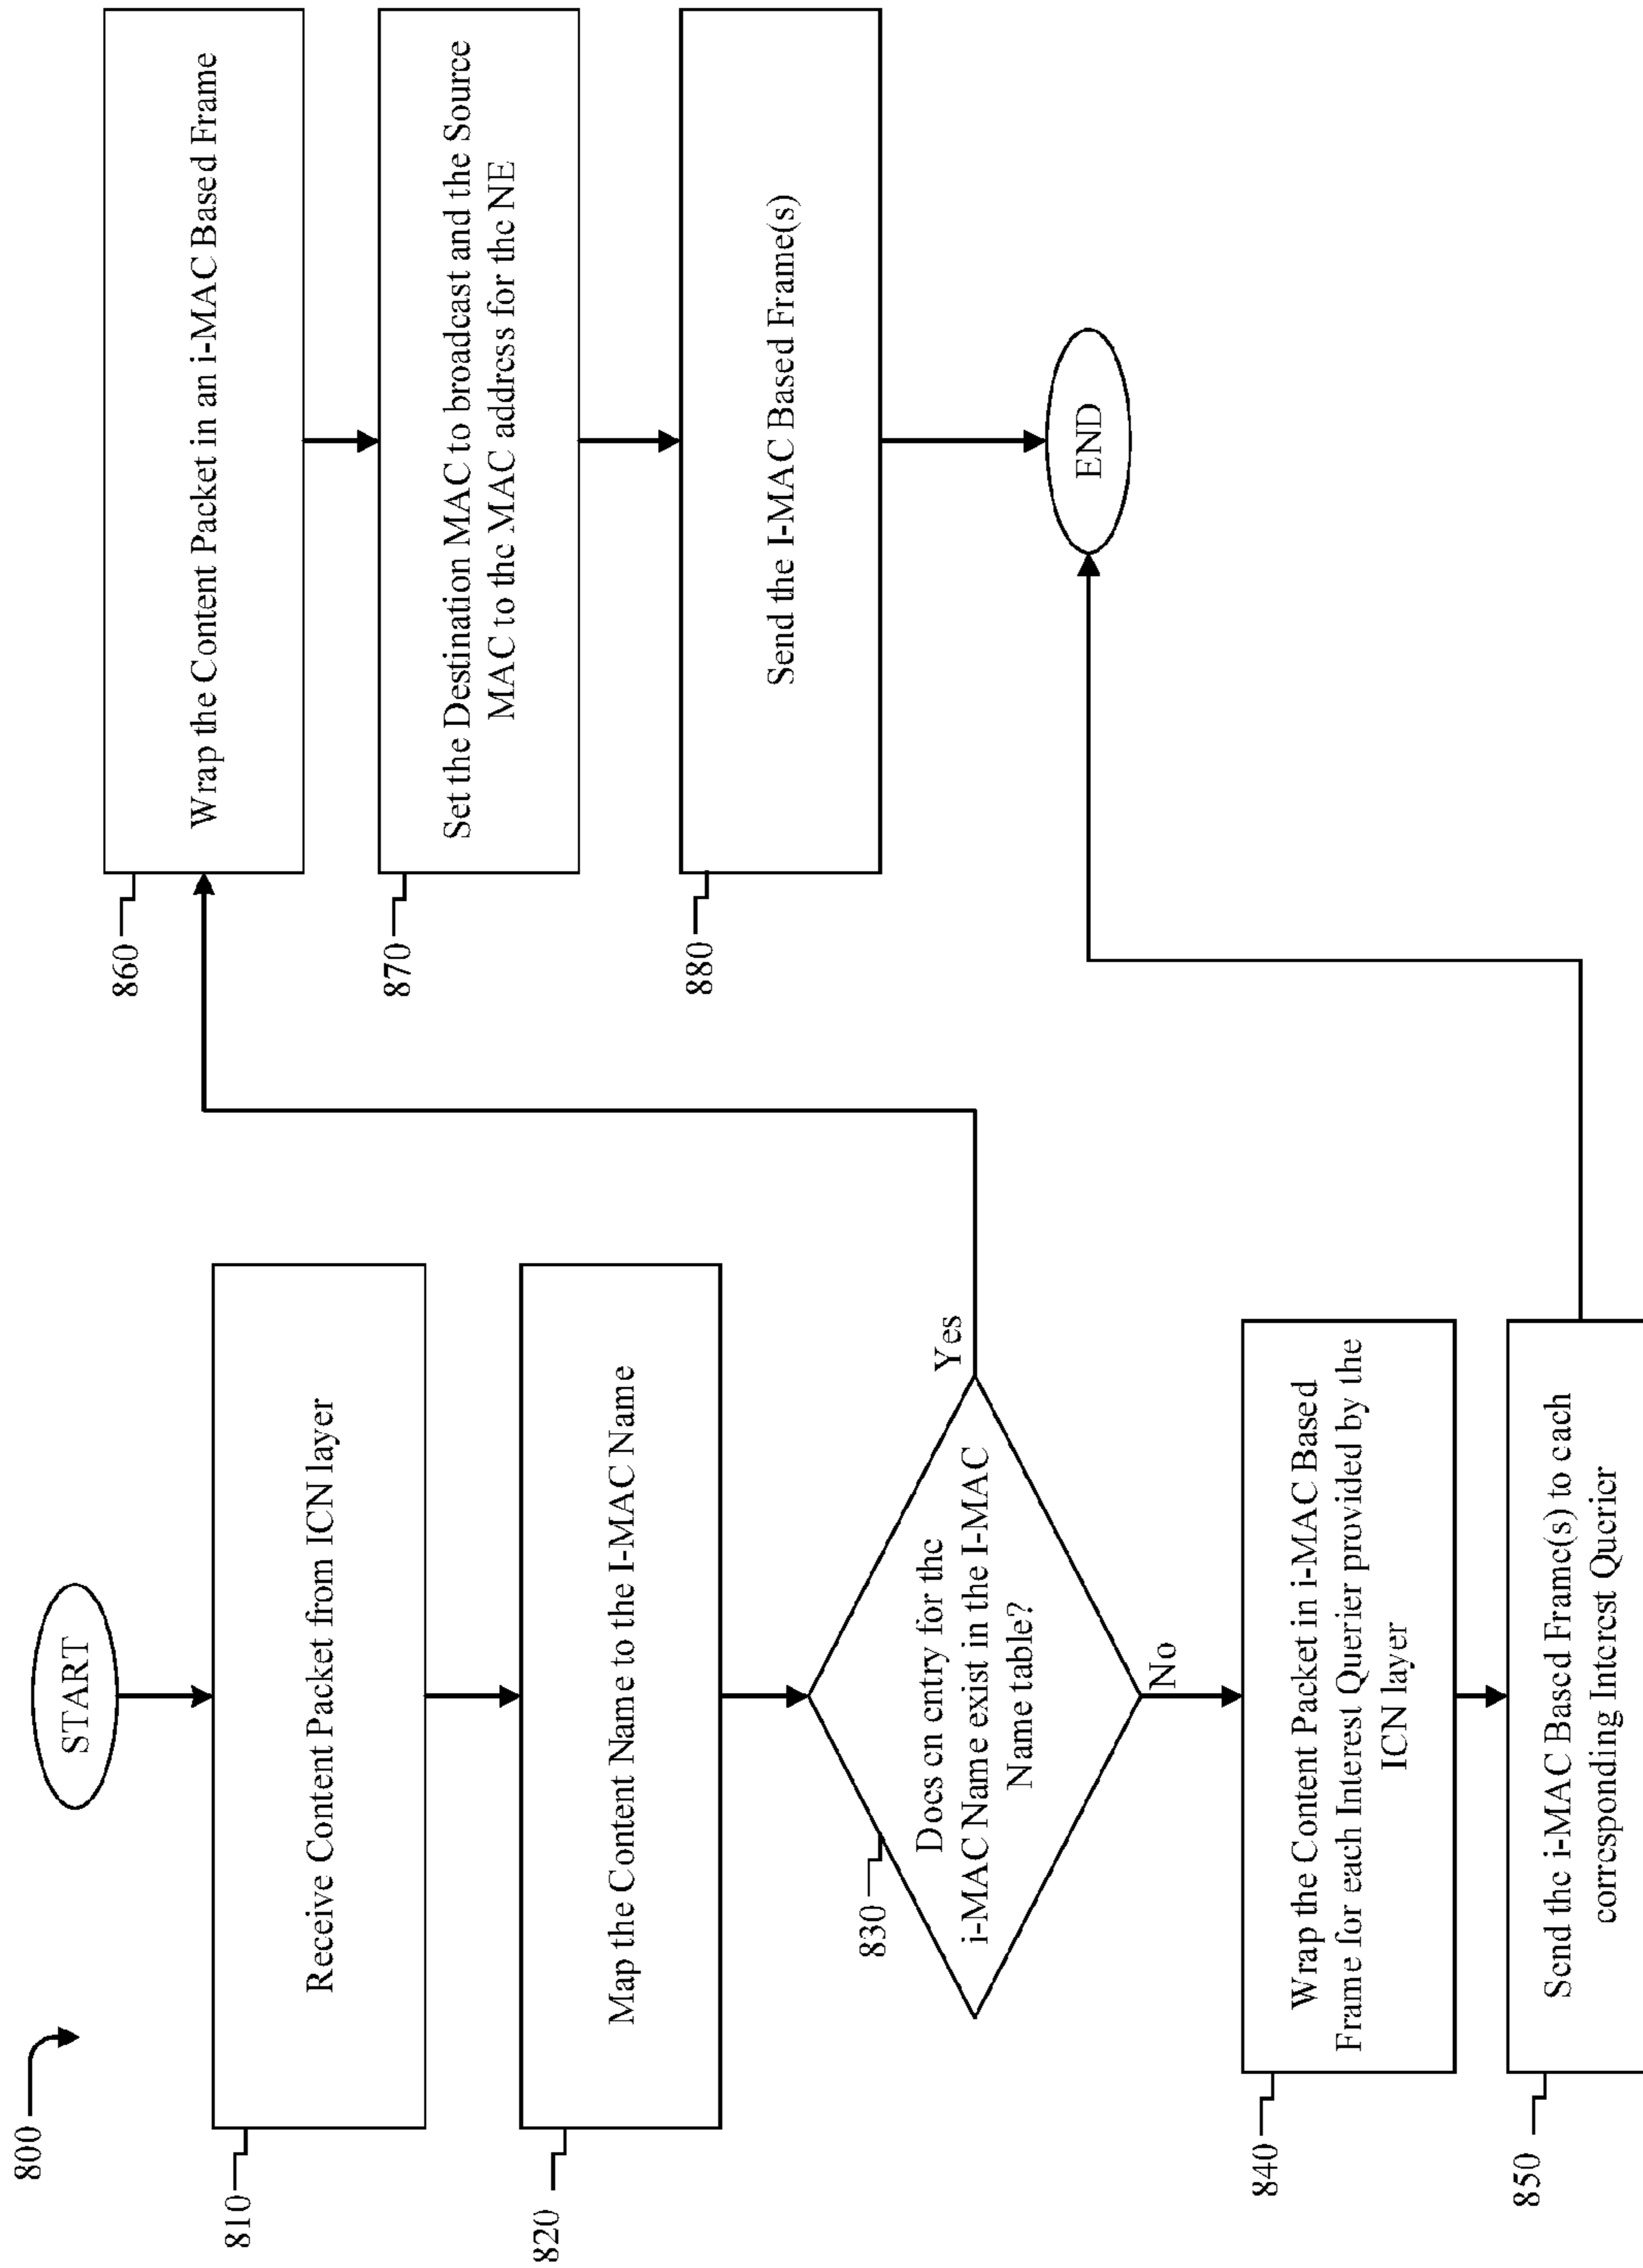 800
START
810
Receive Content Packet from ICN layer
820
Map the Content Name to the I-MAC Name
830
Does en entry for the
i-MAC Name exist in the I-MAC
Name table?
Yes
No
840
Wrap the Content Packet in i-MAC Based
Frame for each Interest Querier provided by the
ICN layer
850
Send the i-MAC Based Frame(s) to each
corresponding Interest Querier
860
Wrap the Content Packet in an i-MAC Based Frame
870
Set the Destination MAC to broadcast and the Source
MAC to the MAC address for the NE
880
Send the I-MAC Based Frame(s)
END